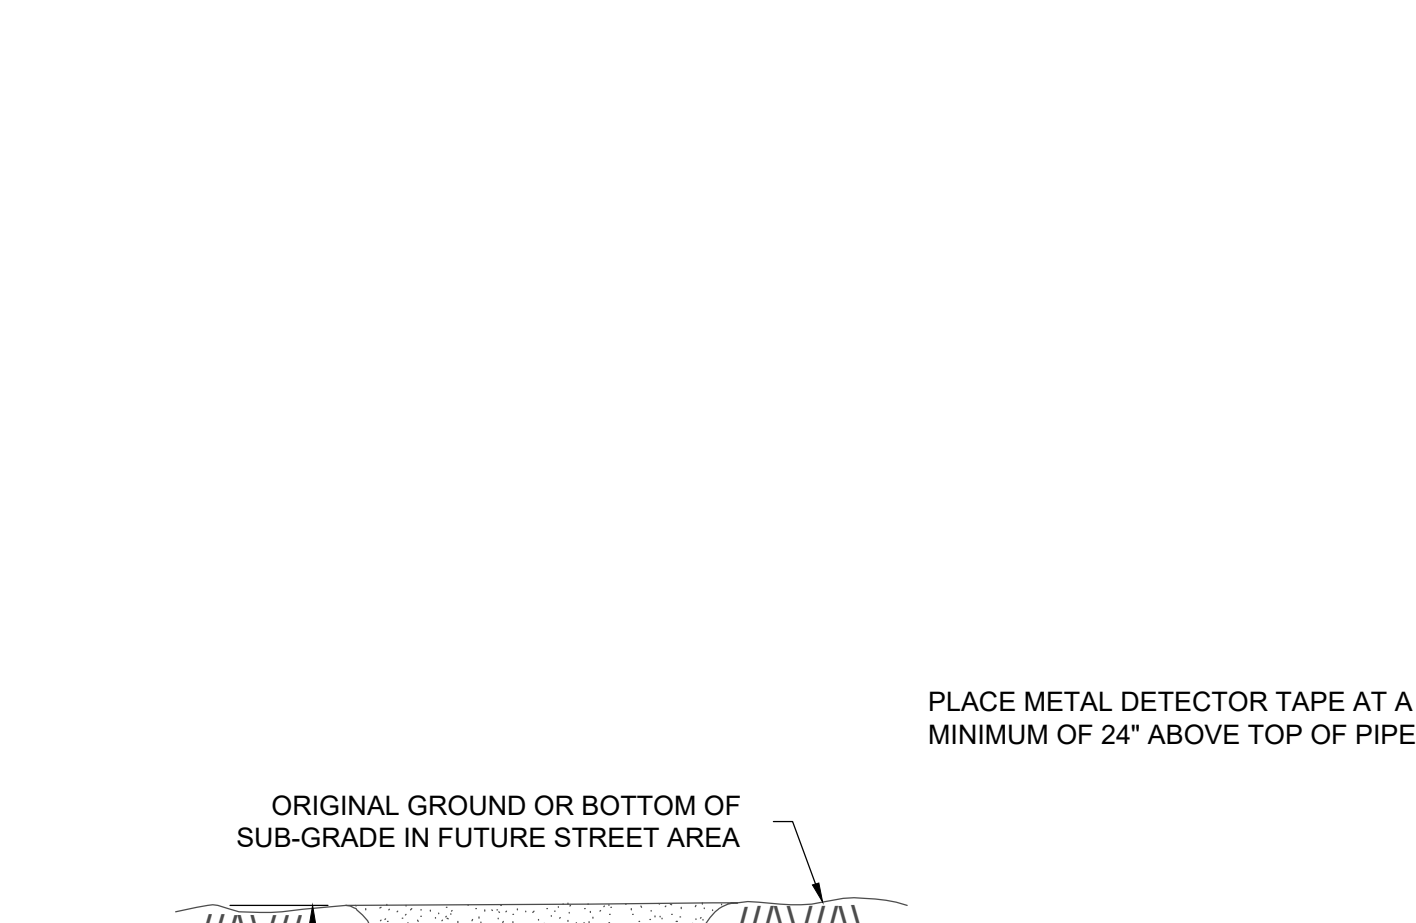 PLACE METAL DETECTOR TAPE AT A
MINIMUM OF 24" ABOVE TOP OF PIPE
ORIGINAL GROUND OR BOTTOM OF
SUB-GRADE IN FUTURE STREET AREA